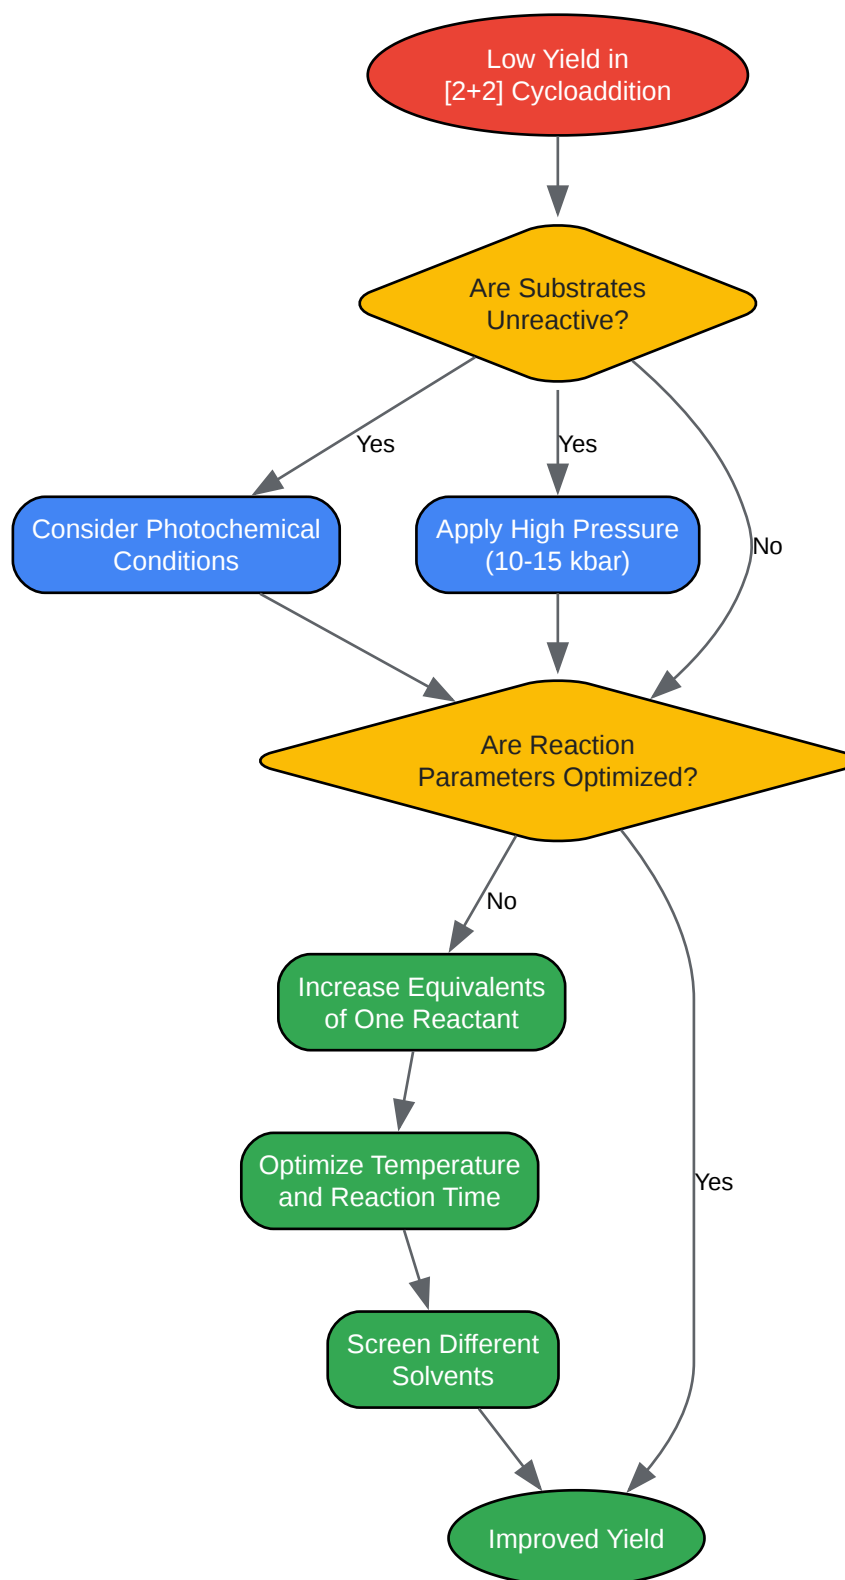 Low Yield in
[2+2] Cycloaddition
Are Substrates
Unreactive?
Yes
Yes
Consider Photochemical
Conditions
Apply High Pressure
(10-15 kbar)
No
Are Reaction
Parameters Optimized?
No
Increase Equivalents
of One Reactant
Optimize Temperature
and Reaction Time
Yes
Screen Different
Solvents
Improved Yield